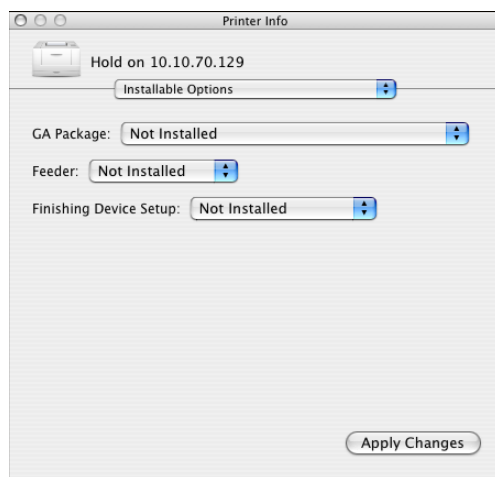 Printer Info
Hold on 10.10.70.129
Installable Options
GA Package: Not Installed
Feeder: Not Installed
Finishing Device Setup: Not Installed
Apply Changes